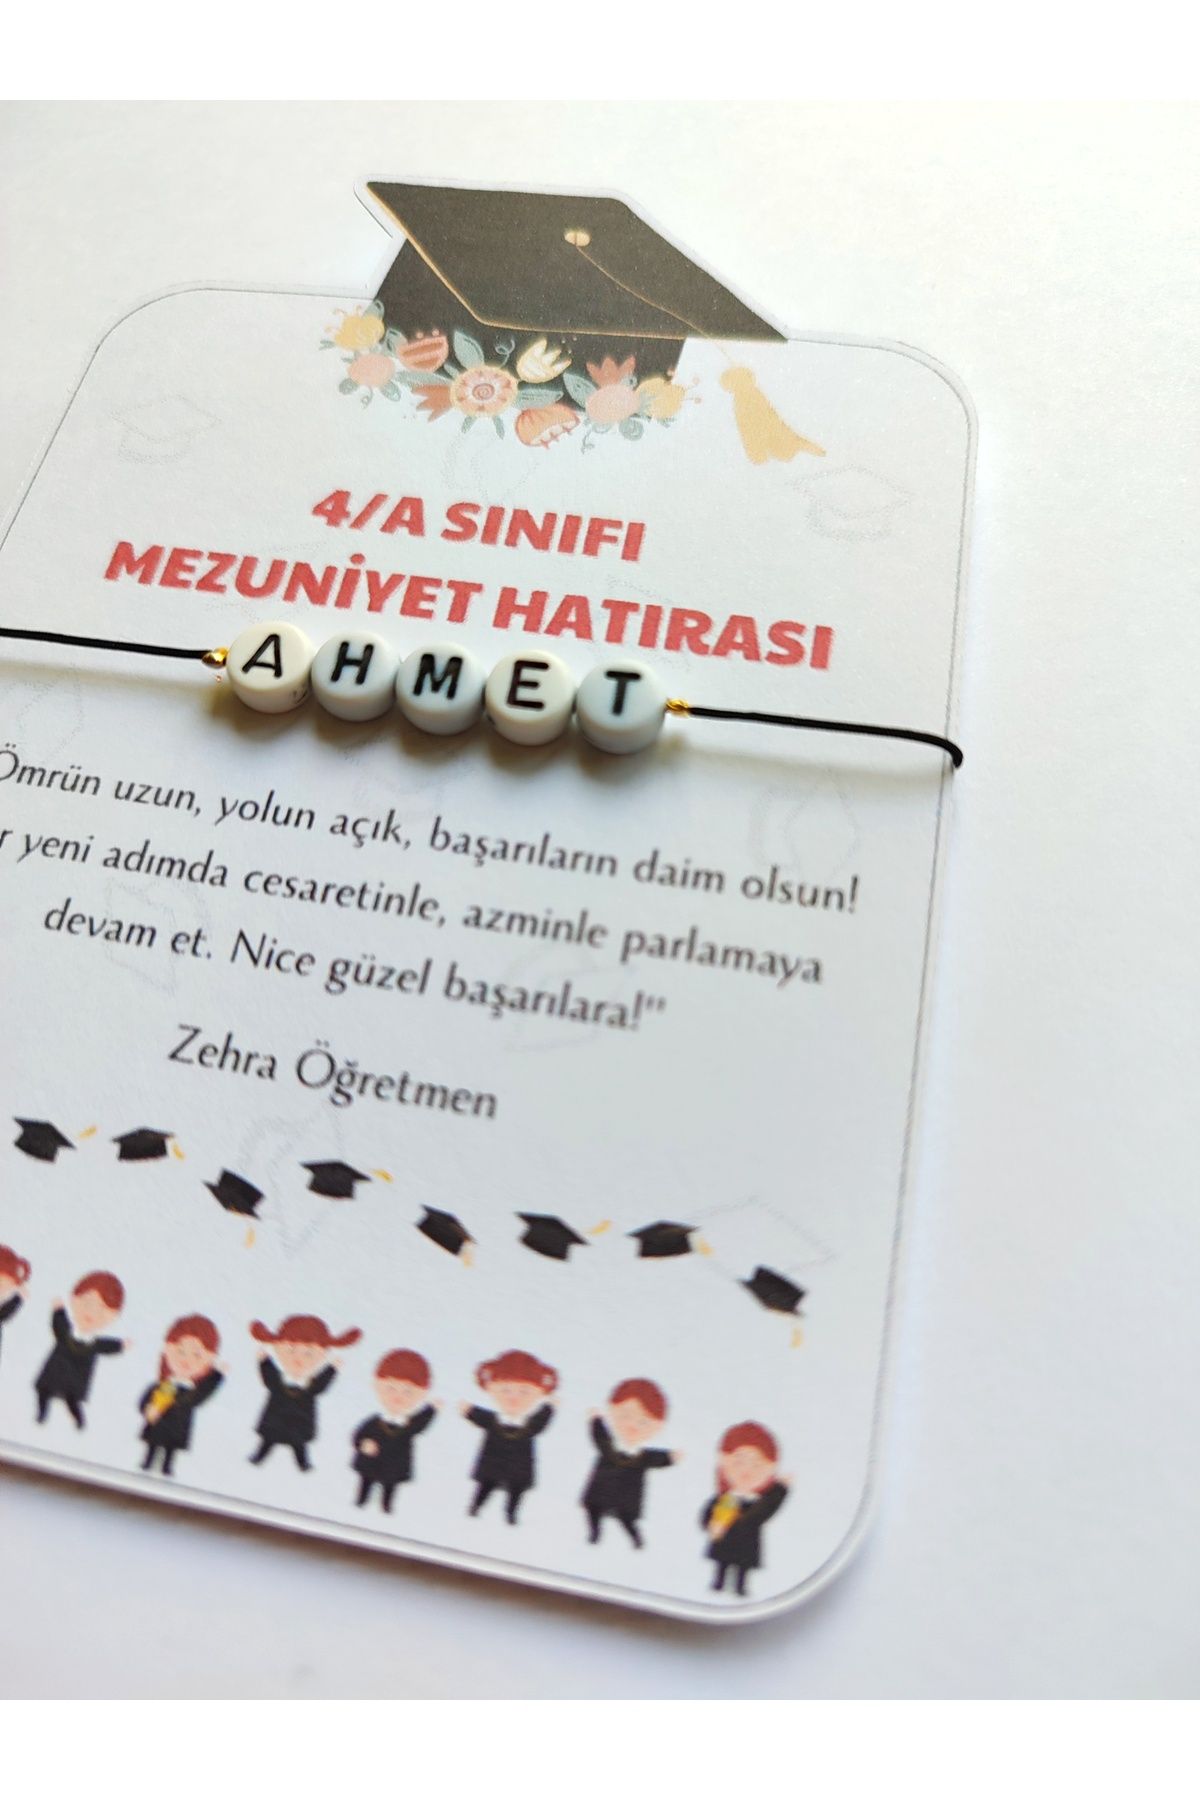 4/A SINIFI
MEZUNİYET HATIRASI
AHMET
Ömrün uzun, yolun açık, başarıların daim olsun!
yeni adımda cesaretinle, azminle parlamaya
devam et. Nice güzel başarılara!"
Zehra Öğretmen